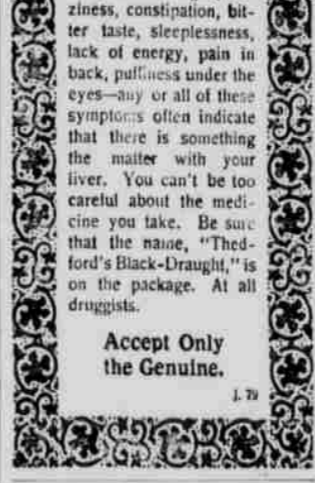 ziness, constipation, bit-
ter taste, sleeplessness,
lack of energy, pain in
back, puffiness under the
eyes—any or all of these
symptoms often indicate
that there is something
the matter with your
liver. You can't be too
careful about the medi-
cine you take. Be sure
that the name, "Thed-
ford's Black-Draught," is
on the package. At all
druggists.
Accept Only
the Genuine.
J. 79